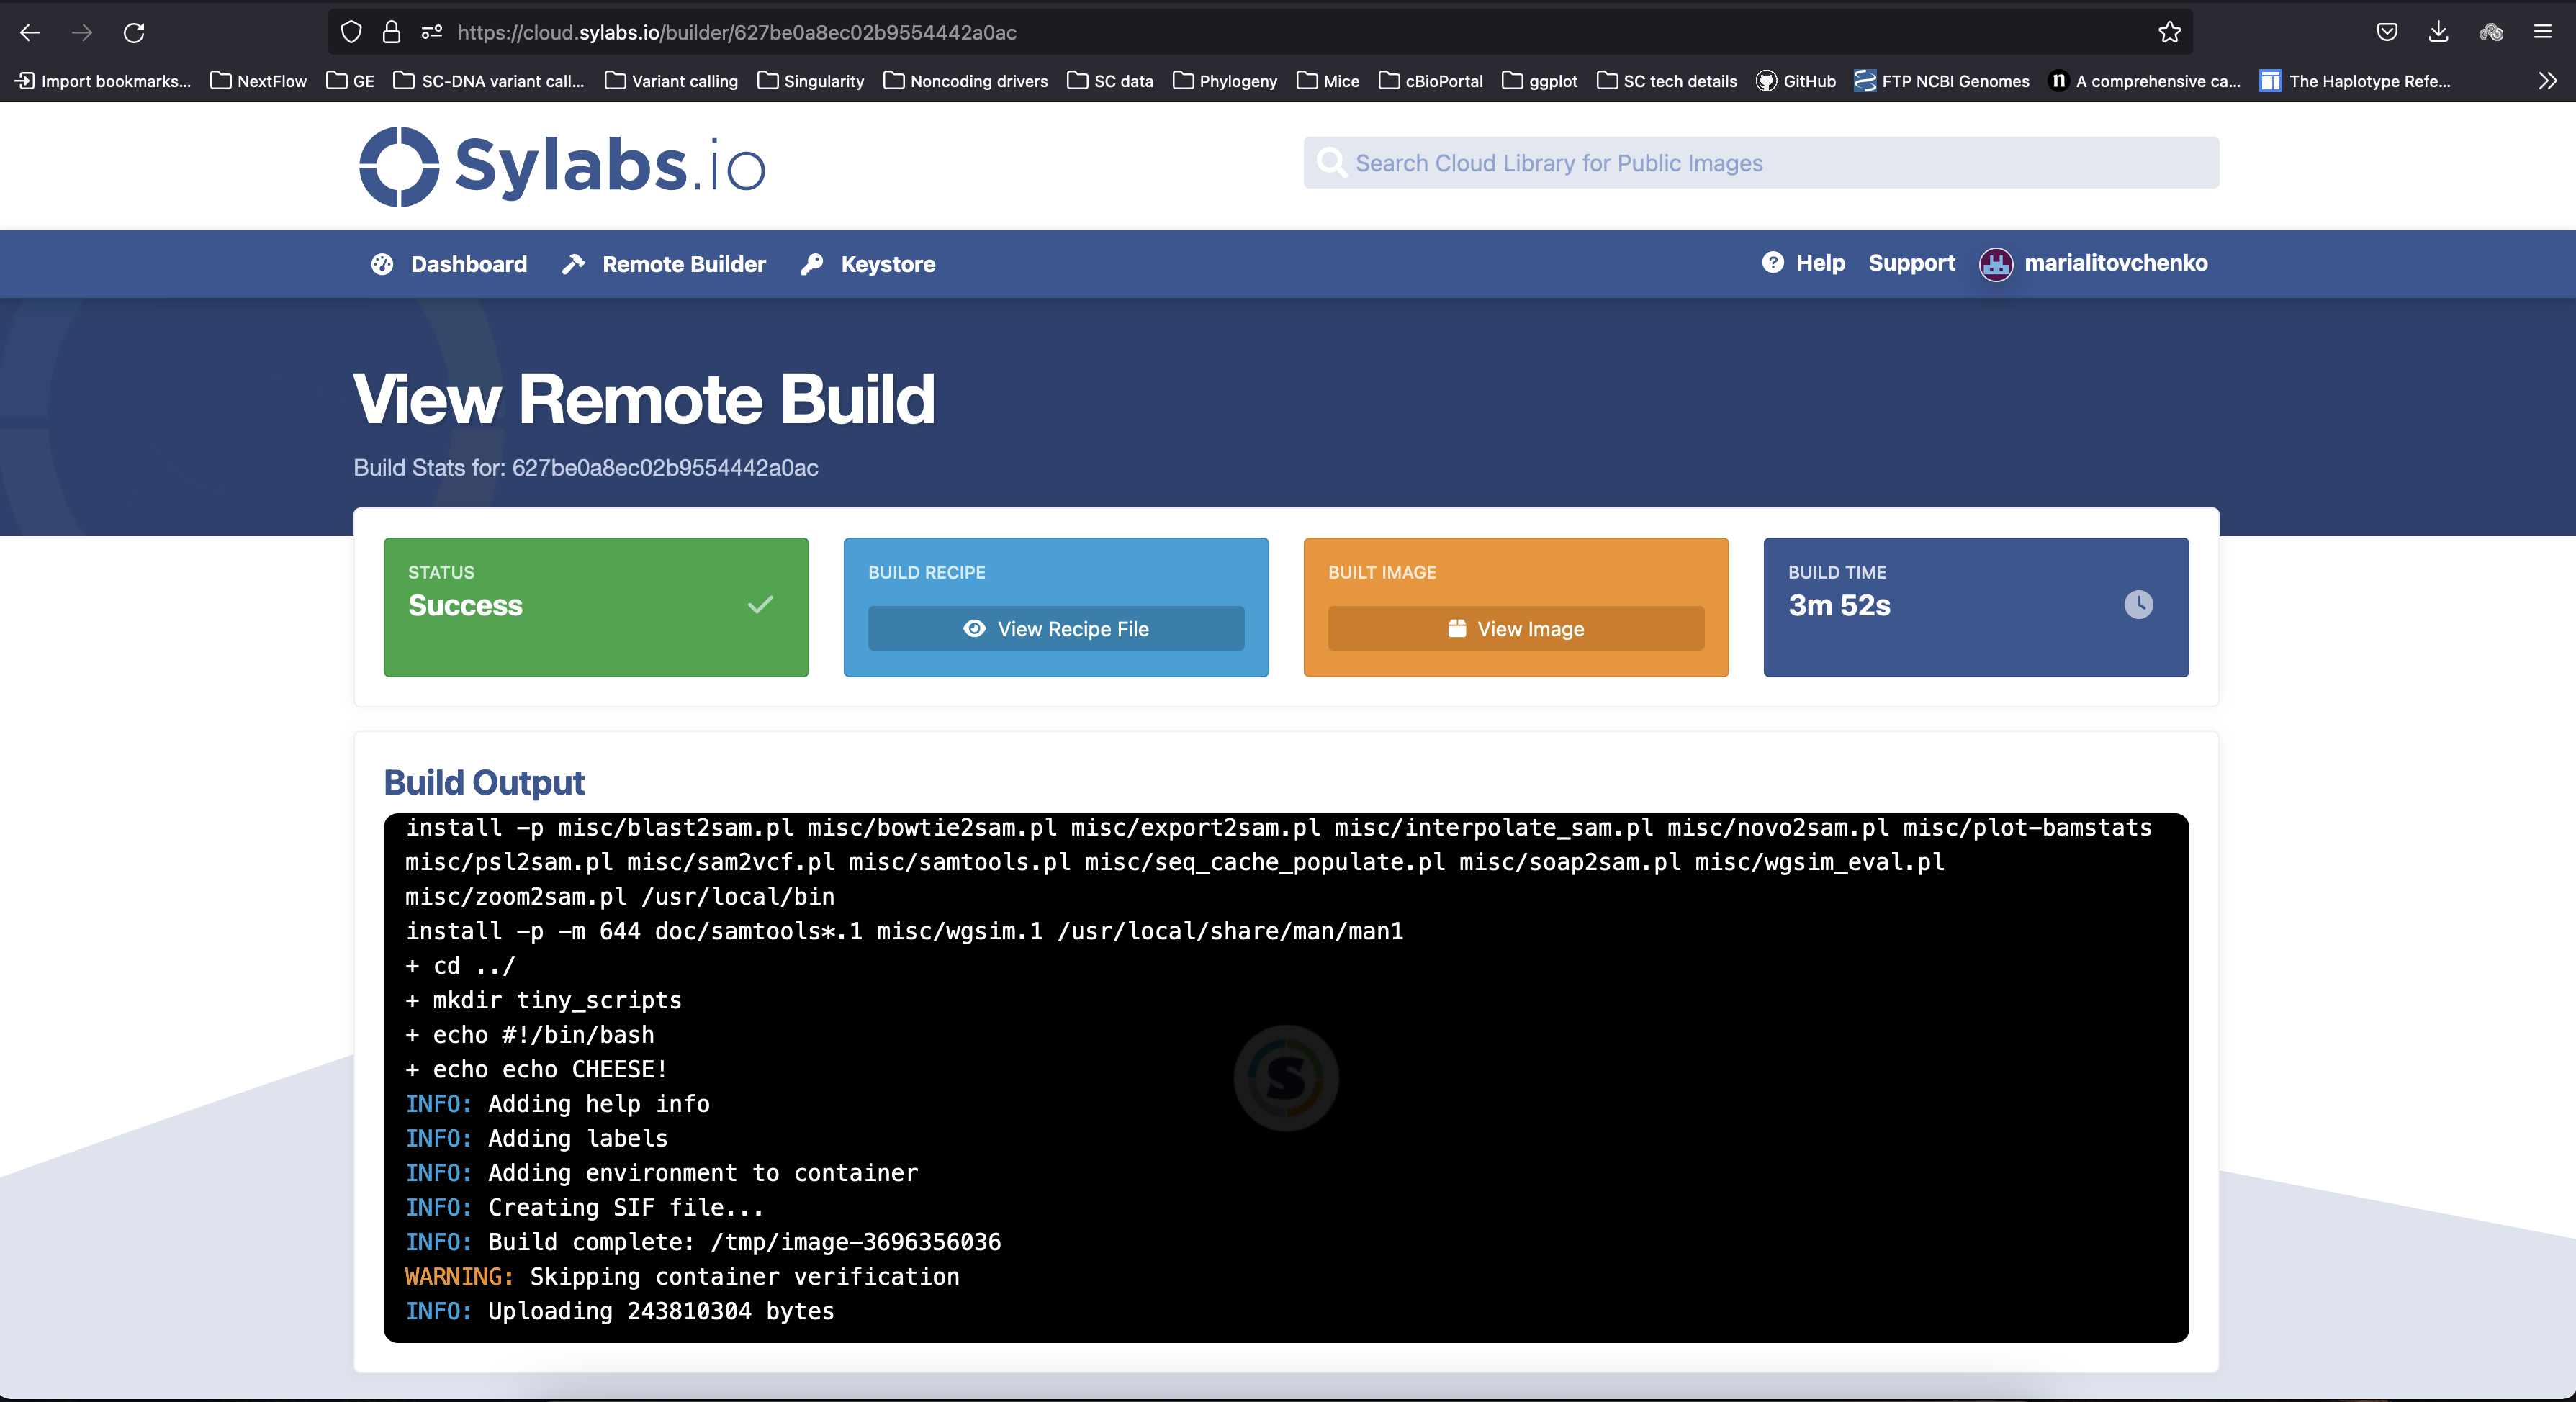 https://cloud.sylabs.io/builder/627be0a8ec02b9554442a0ac
Import bookmarks... NextFlow GE SC-DNA variant call... Variant calling Singularity Noncoding drivers SC data Phylogeny Mice cBioPortal ggplot SC tech details GitHub FTP NCBI Genomes n A comprehensive ca... The Haplotype Refe...
Sylabs.io
Search Cloud Library for Public Images
Dashboard Remote Builder Keystore ? Help Support marialitovchenko
View Remote Build
Build Stats for: 627be0a8ec02b9554442a0ac
STATUS
Success
BUILD RECIPE
View Recipe File
BUILT IMAGE
View Image
BUILD TIME
3m 52s
Build Output
install -p misc/blast2sam.pl misc/bowtie2sam.pl misc/export2sam.pl misc/interpolate_sam.pl misc/novo2sam.pl misc/plot-bamstats
misc/psl2sam.pl misc/sam2vcf.pl misc/samtools.pl misc/seq_cache_populate.pl misc/soap2sam.pl misc/wgsim_eval.pl
misc/zoom2sam.pl /usr/local/bin
install -p -m 644 doc/samtools*.1 misc/wgsim.1 /usr/local/share/man/man1
+ cd ../
+ mkdir tiny_scripts
+ echo #!/bin/bash
+ echo echo CHEESE!
INFO: Adding help info
INFO: Adding labels
INFO: Adding environment to container
INFO: Creating SIF file...
INFO: Build complete: /tmp/image-3696356036
WARNING: Skipping container verification
INFO: Uploading 243810304 bytes
S